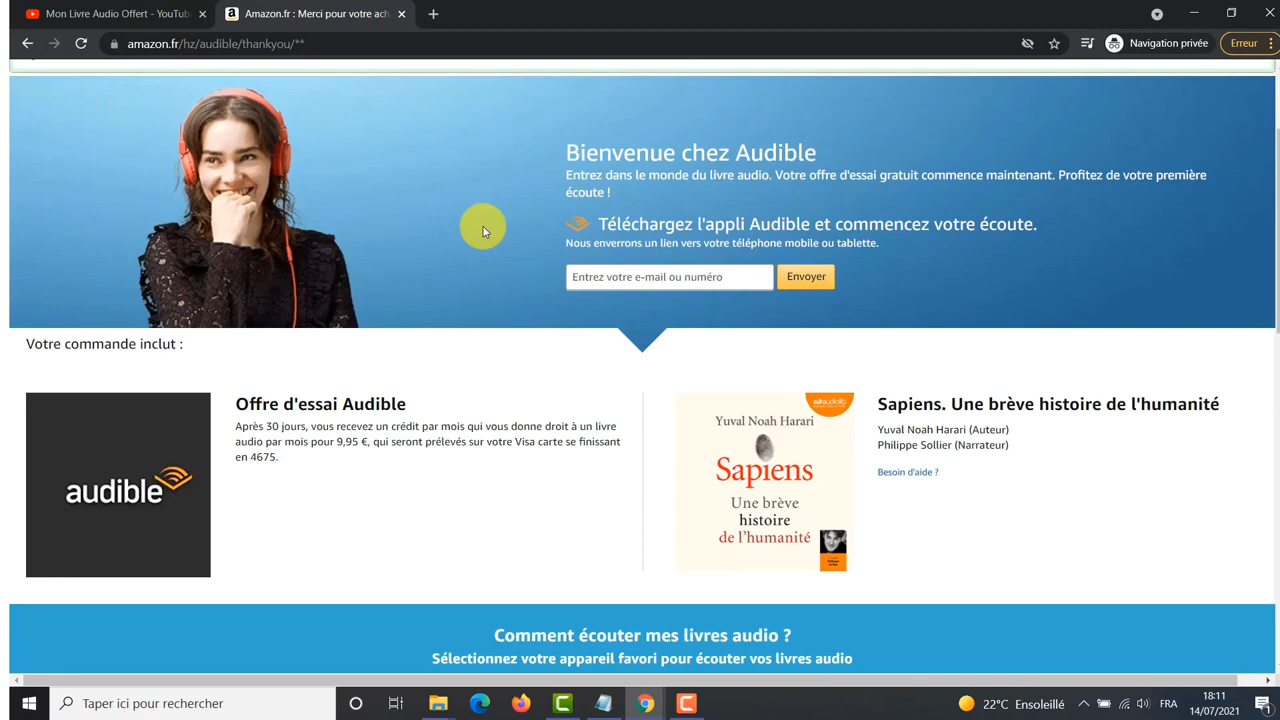 Mon Livre Audio Offert - YouTube
Amazon.fr : Merci pour votre ach
amazon.fr/hz/audible/thankyou/**
Navigation privée
Erreur
Bienvenue chez Audible
Entrez dans le monde du livre audio. Votre offre d'essai gratuit commence maintenant. Profitez de votre première
écoute !
Téléchargez l'appli Audible et commencez votre écoute.
Nous enverrons un lien vers votre téléphone mobile ou tablette.
Entrez votre e-mail ou numéro
Envoyer
Votre commande inclut :
Offre d'essai Audible
Après 30 jours, vous recevez un crédit par mois qui vous donne droit à un livre
audio par mois pour 9,95 €, qui seront prélevés sur votre Visa carte se finissant
en 4675.
audible
audiolib
Yuval Noah Harari
Sapiens
Une brève
histoire
de l'humanité
Sapiens. Une brève histoire de l'humanité
Yuval Noah Harari (Auteur)
Philippe Sollier (Narrateur)
Besoin d'aide ?
Comment écouter mes livres audio ?
Sélectionnez votre appareil favori pour écouter vos livres audio
Taper ici pour rechercher
22°C Ensoleillé
FRA
18:11
14/07/2021
1